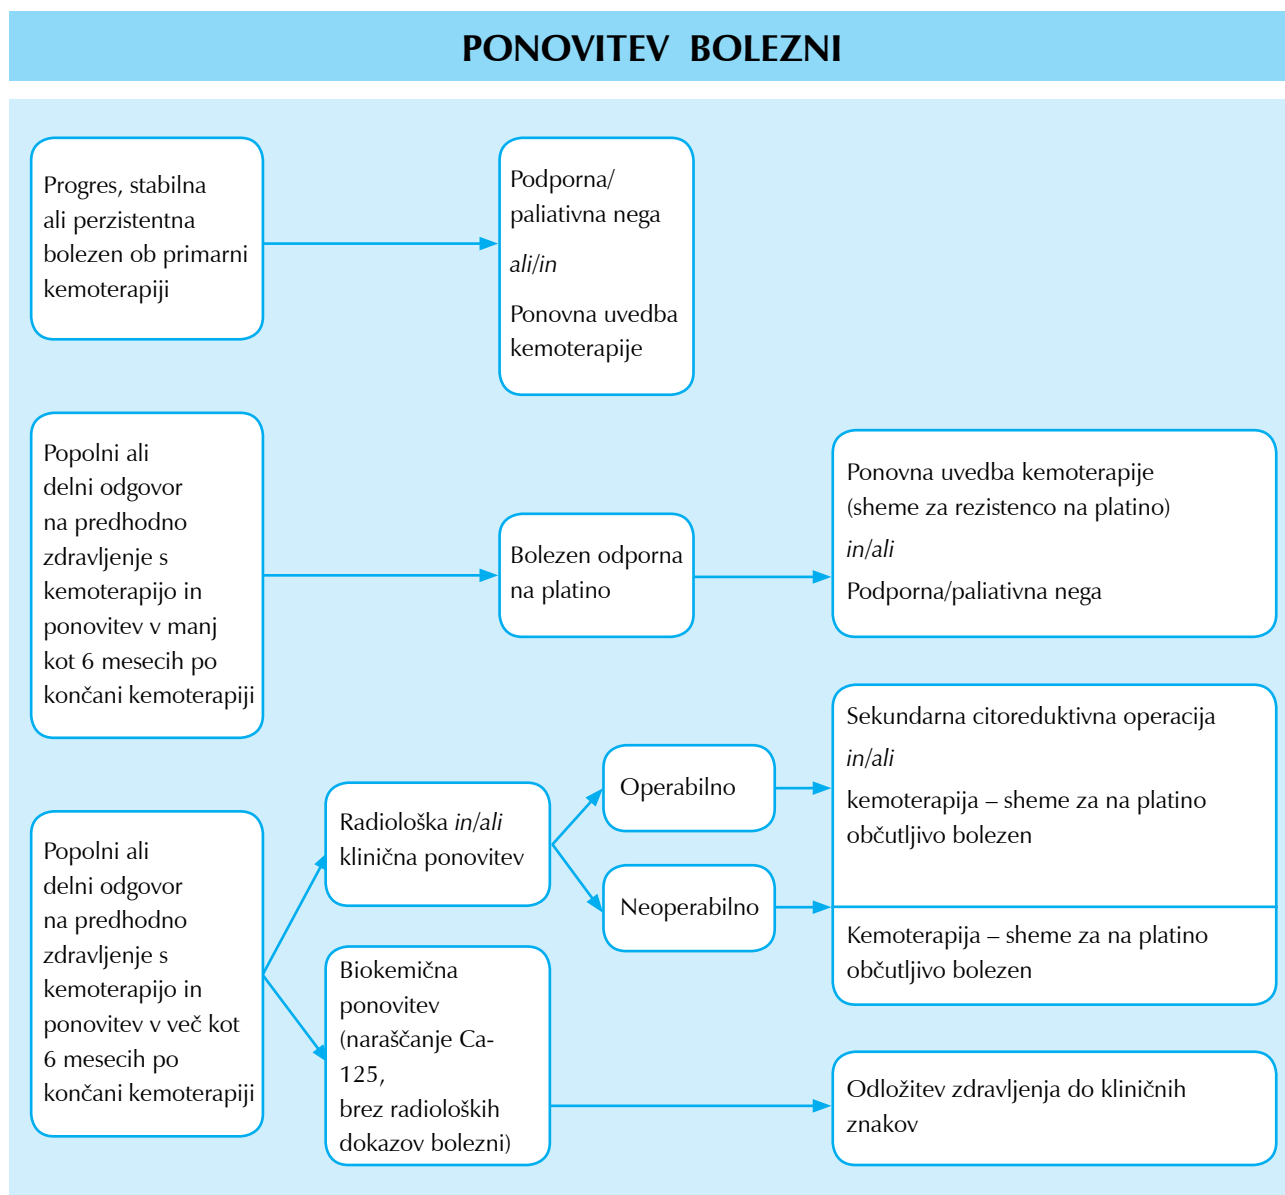 PONOVITEV BOLEZNI
Progres, stabilna
ali perzistentna
bolezen ob primarni
kemoterapiji
Podporna/
paliativna nega
ali/in
Ponovna uvedba
kemoterapije
Popolni ali
delni odgovor
na predhodno
zdravljenje s
kemoterapijo in
ponovitev v manj
kot 6 mesecih po
končani kemoterapiji
Bolezen odporna
na platino
Ponovna uvedba kemoterapije
(sheme za rezistenco na platino)
in/ali
Podporna/paliativna nega
Popolni ali
delni odgovor
na predhodno
zdravljenje s
kemoterapijo in
ponovitev v več kot
6 mesecih po
končani kemoterapiji
Radiološka in/ali
klinična ponovitev
Operabilno
Sekundarna citoreduktivna operacija
in/ali
kemoterapija – sheme za na platino
občutljivo bolezen
Neoperabilno
Kemoterapija – sheme za na platino
občutljivo bolezen
Biokemična
ponovitev
(naraščanje Ca-
125,
brez radioloških
dokazov bolezni)
Odložitev zdravljenja do kliničnih
znakov